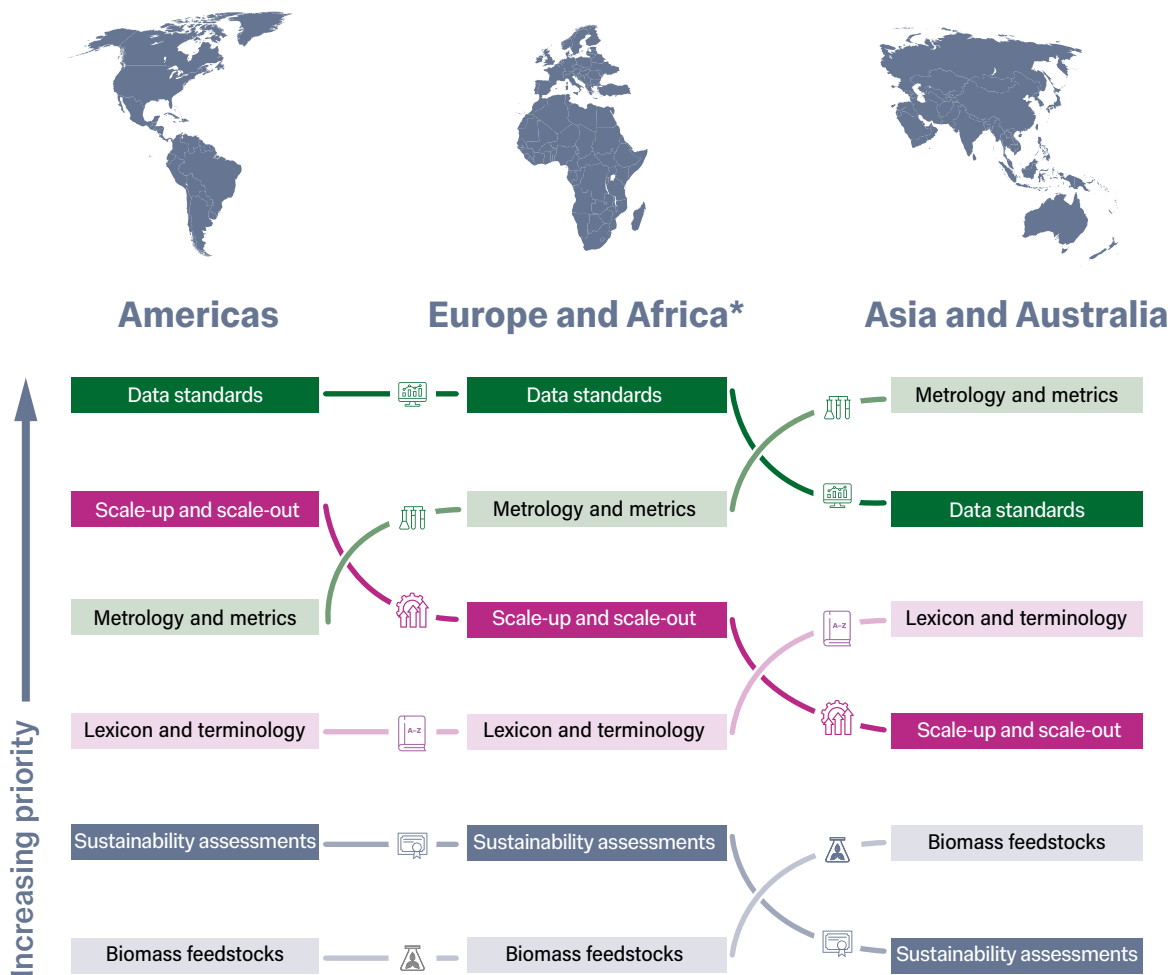 Americas
Europe and Africa*
Asia and Australia
Increasing priority
Data standards
Data standards
Metrology and metrics
Scale-up and scale-out
Metrology and metrics
Data standards
Metrology and metrics
Scale-up and scale-out
Lexicon and terminology
A–Z
Lexicon and terminology
A–Z
Lexicon and terminology
Scale-up and scale-out
Sustainability assessments
Sustainability assessments
Biomass feedstocks
Biomass feedstocks
Biomass feedstocks
Sustainability assessments